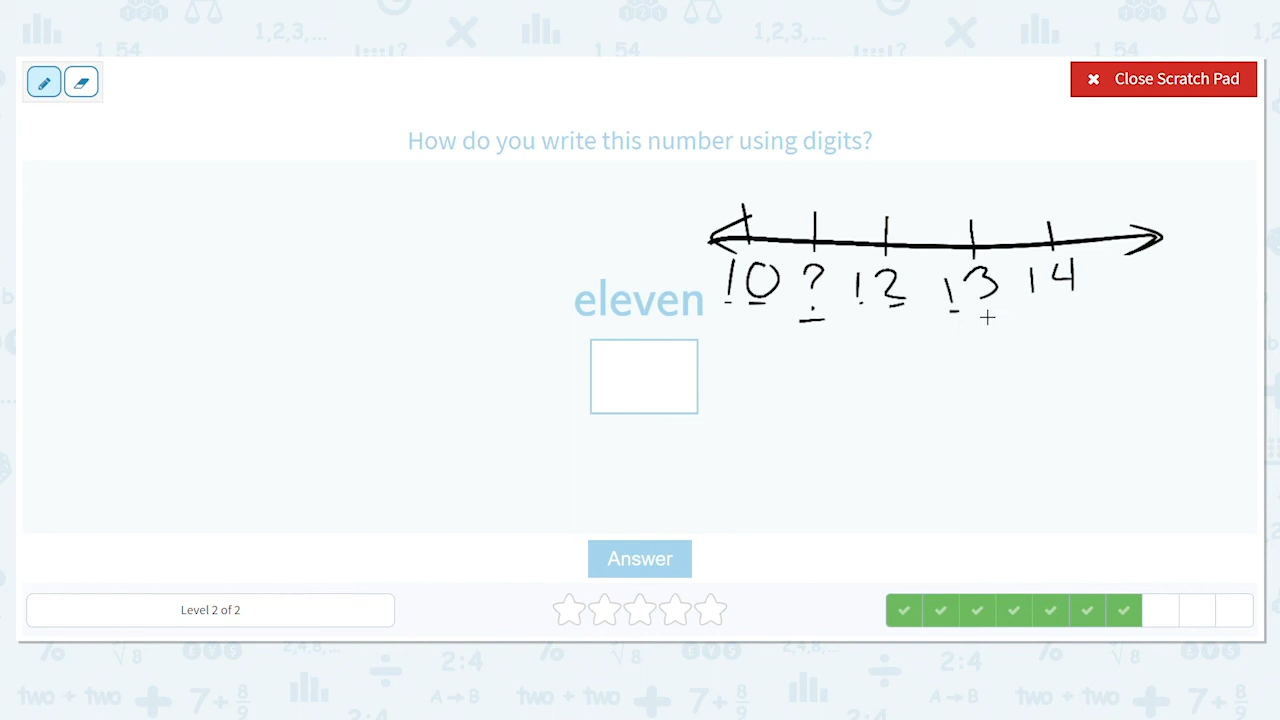 Close Scratch Pad
How do you write this number using digits?
eleven
10 ? 12 13 14
Answer
Level 2 of 2